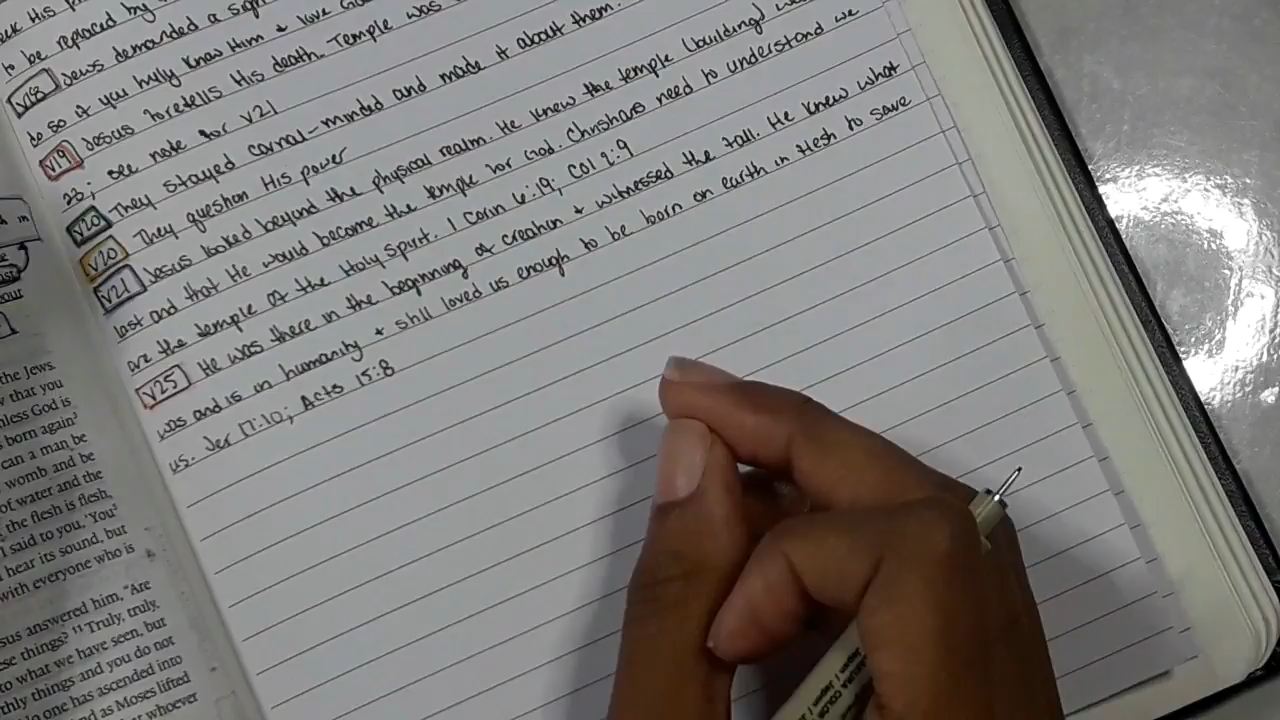 to be replaced by
V18 Jews demanded a sign
do so if you fully know Him & love
V19 Jesus foretells His death. Temple was
23; see note for V21
V20 They stayed carnal-minded and made it about them.
V20 They question His power
V21 Jesus looked beyond the physical realm. He knew the temple (building)
last and that He would become the temple for God. Christians need to understand we
are the temple of the Holy Spirit. 1 Corin 6:19; Col 2:9
V25 He was there in the beginning of creation & witnessed the fall. He knew what
was and is in humanity & still loved us enough to be born on earth in flesh to save
us. Jer 17:10; Acts 15:8
the Jews.
that you
God is
born again
can a man be
womb and be
of water and the
the flesh is flesh,
I said to you, 'You
hear its sound, but
with everyone who is
answered him, "Are
these things? 11 Truly, truly,
to what we have seen, but
things and you do not
one has ascended into
as Moses lifted
whoever